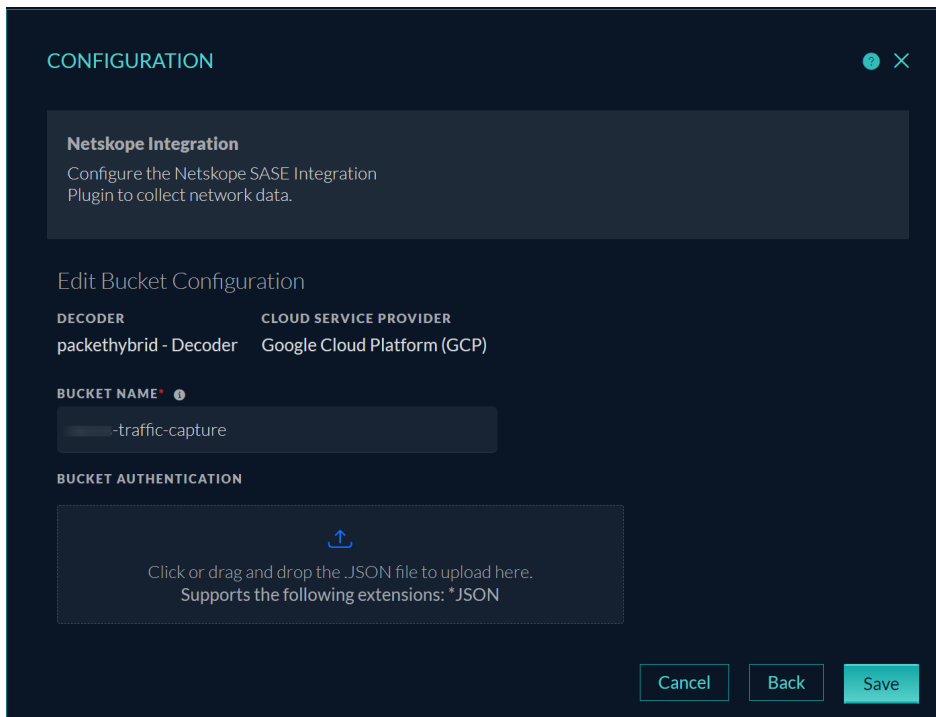 CONFIGURATION
Netskope Integration
Configure the Netskope SASE Integration
Plugin to collect network data.
Edit Bucket Configuration
DECODER CLOUD SERVICE PROVIDER
packethybrid - Decoder Google Cloud Platform (GCP)
BUCKET NAME*
-traffic-capture
BUCKET AUTHENTICATION
Click or drag and drop the .JSON file to upload here.
Supports the following extensions: *JSON
Cancel Back Save